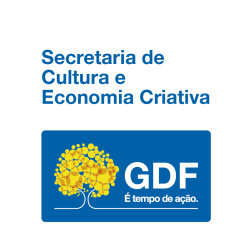 Secretaria de
Cultura e
Economia Criativa
GDF
É tempo de ação.